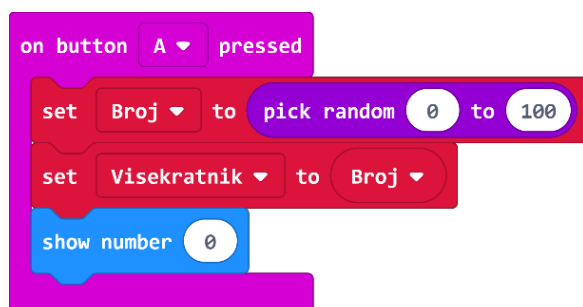 on button A pressed
set Broj to pick random 0 to 100
set Visekratnik to Broj
show number 0